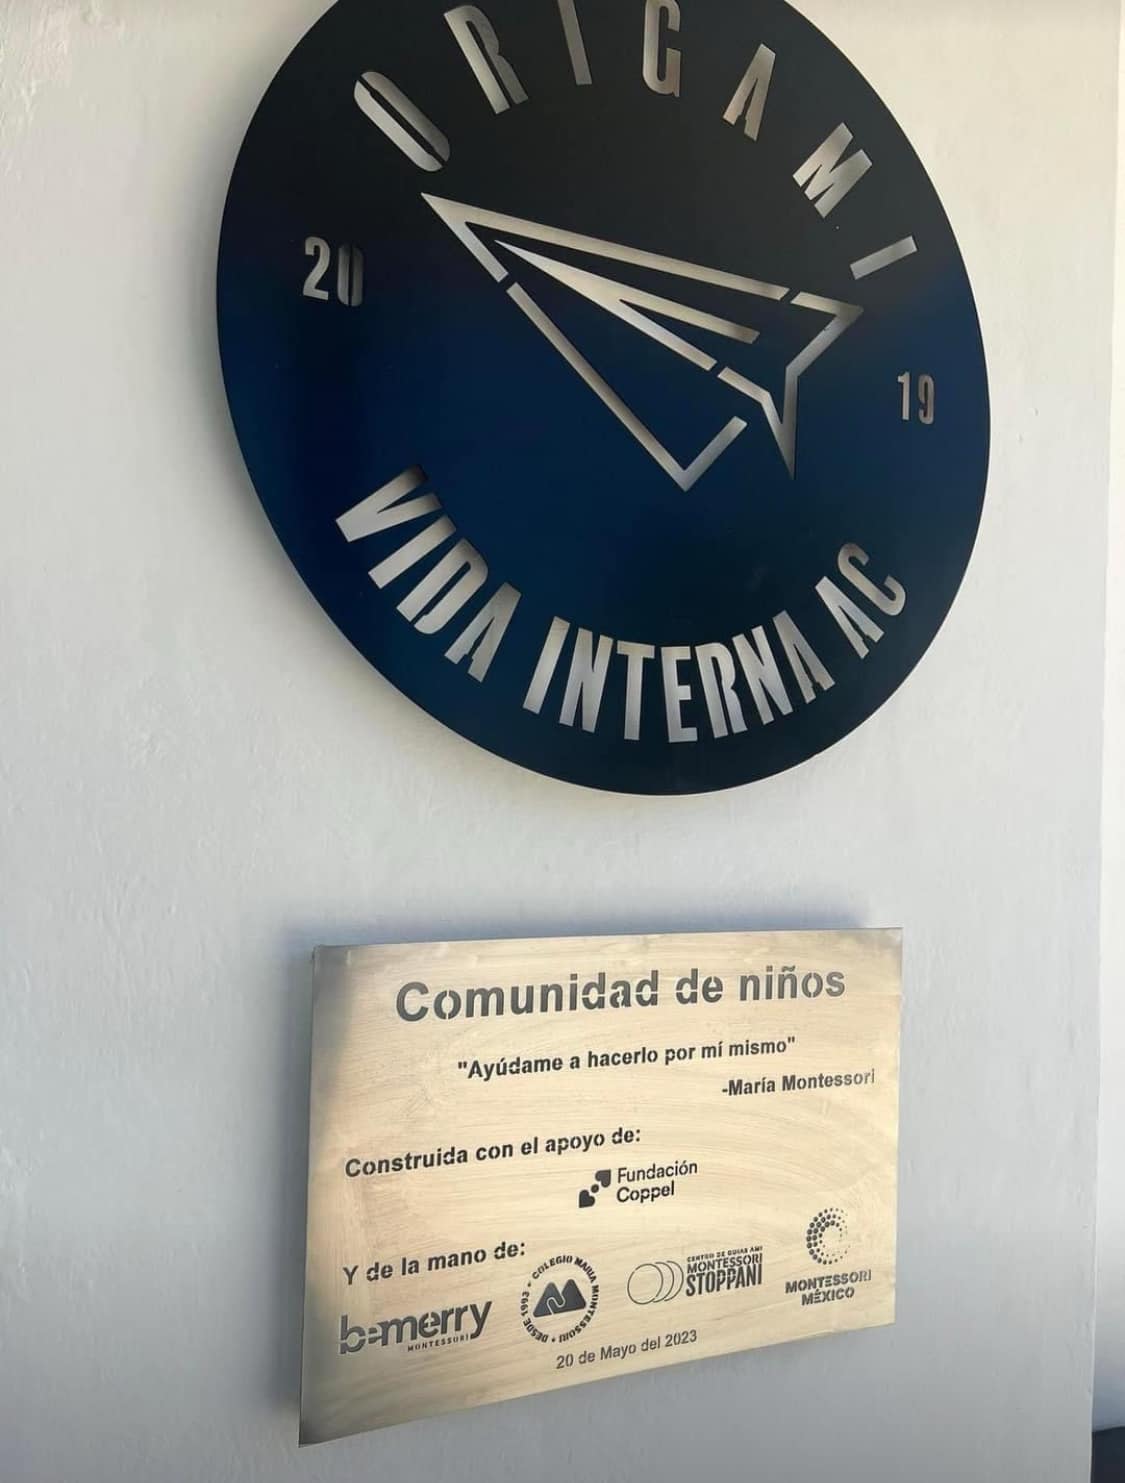 ORIGAMI
20
19
VIDA INTERNA AC
Comunidad de niños
"Ayúdame a hacerlo por mí mismo"
-María Montessori
Construida con el apoyo de:
Fundación
Coppel
Y de la mano de:
bemerry
MONTESSORI
COLEGIO MARIA MONTESSORI • DESDE 1993 •
CENTRO DE GUIAS AMI
MONTESSORI
STOPPANI
MONTESSORI
MÉXICO
20 de Mayo del 2023